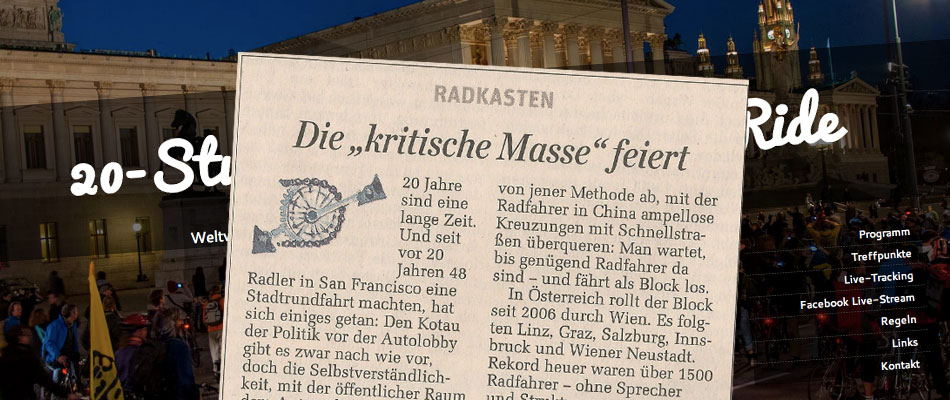 RADKASTEN
Die „kritische Masse“ feiert
20 Jahre
sind eine
lange Zeit.
Und seit
vor 20
Jahren 48
Radler in San Francisco eine
Stadtrundfahrt machten, hat
sich einiges getan: Den Kotau
der Politik vor der Autolobby
gibt es zwar nach wie vor,
doch die Selbstverständlich-
keit, mit der öffentlicher Raum
von jener Methode ab, mit der
Radfahrer in China ampellose
Kreuzungen mit Schnellstra-
ßen überqueren: Man wartet,
bis genügend Radfahrer da
sind – und fährt als Block los.
In Österreich rollt der Block
seit 2006 durch Wien. Es folg-
ten Linz, Graz, Salzburg, Inns-
bruck und Wiener Neustadt.
Rekord heuer waren über 1500
Radfahrer – ohne Sprecher
20-Stu
Ride
Weltw
Programm
Treffpunkte
Live-Tracking
Facebook Live-Stream
Regeln
Links
Kontakt